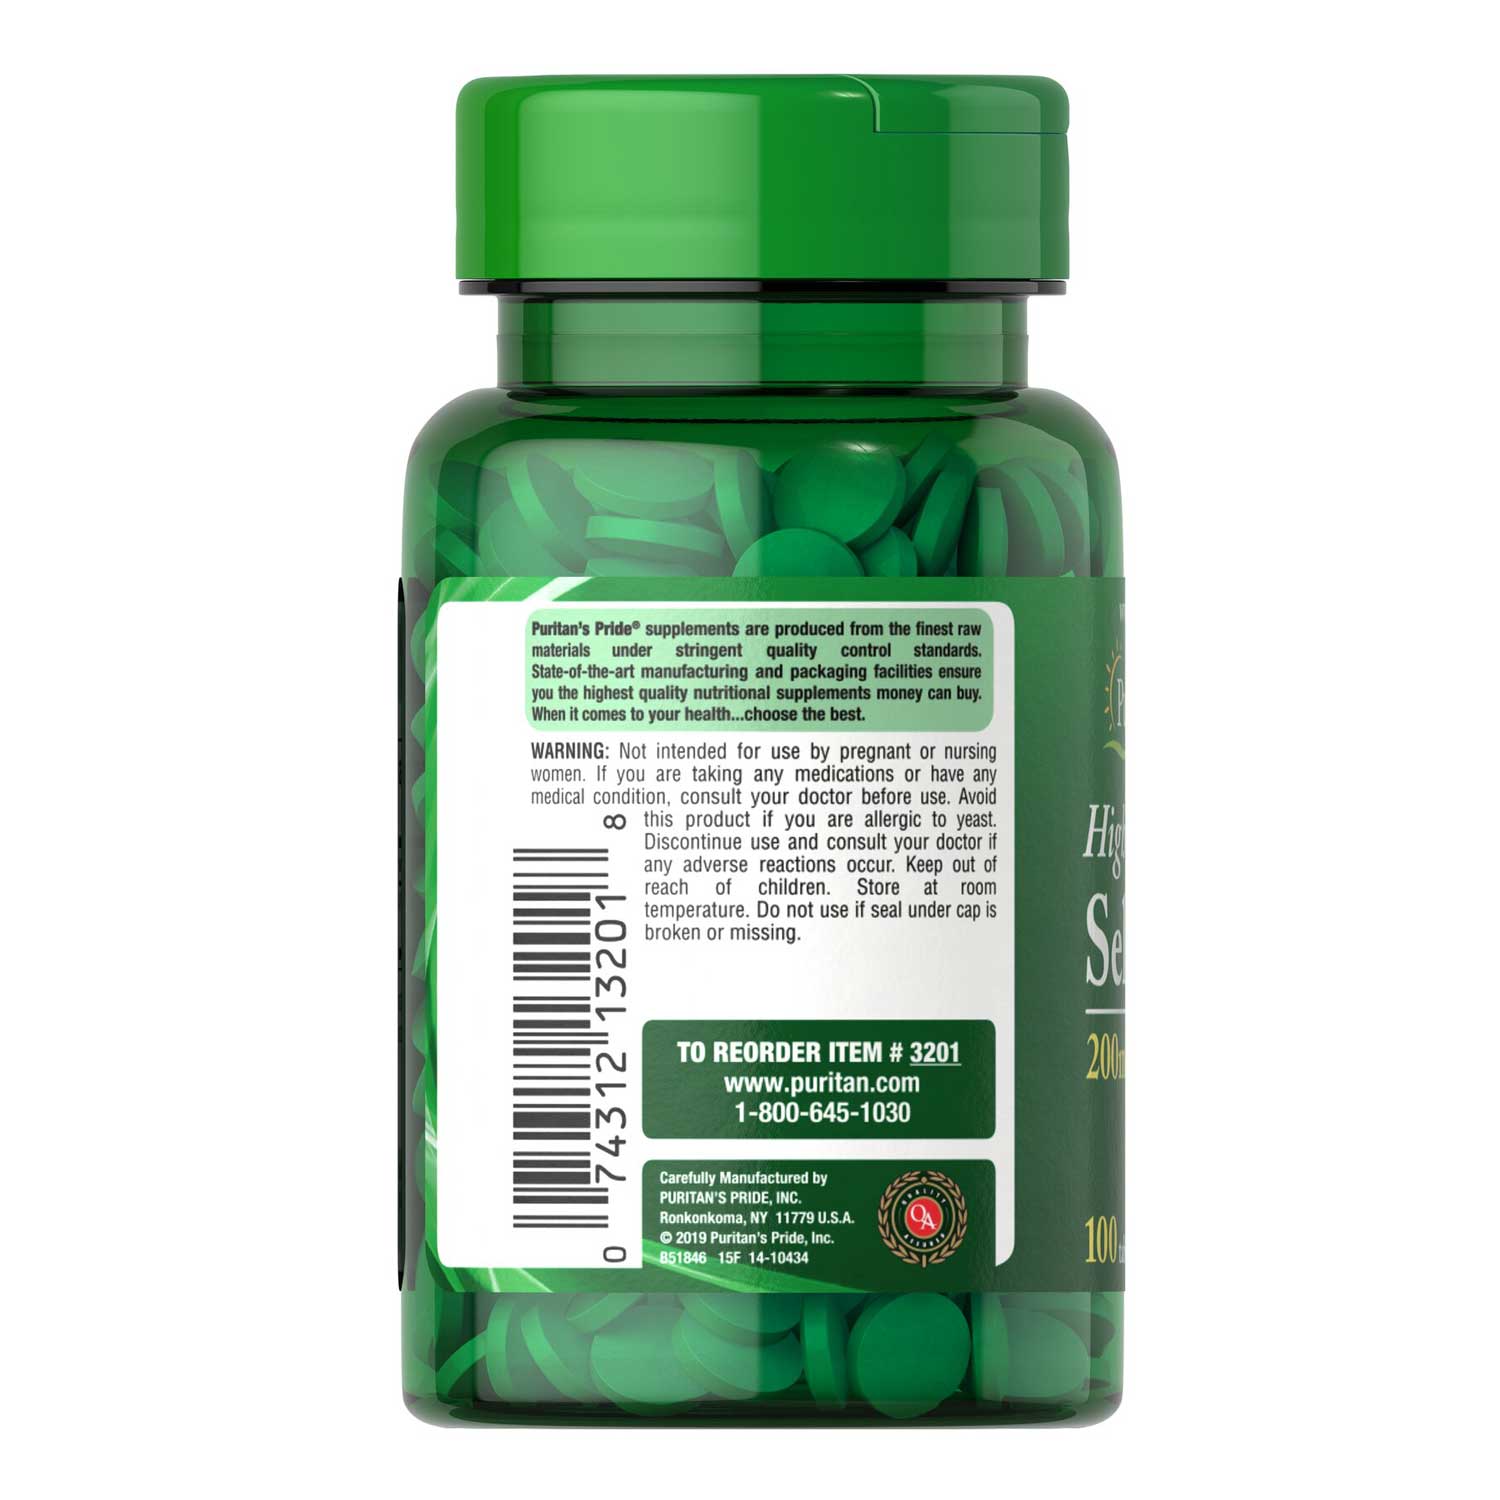 Puritan's Pride® supplements are produced from the finest raw
materials under stringent quality control standards.
State-of-the-art manufacturing and packaging facilities ensure
you the highest quality nutritional supplements money can buy.
When it comes to your health...choose the best.
WARNING: Not intended for use by pregnant or nursing
women. If you are taking any medications or have any
medical condition, consult your doctor before use. Avoid
this product if you are allergic to yeast.
Discontinue use and consult your doctor if
any adverse reactions occur. Keep out of
reach of children. Store at room
temperature. Do not use if seal under cap is
broken or missing.
0 74312 13201 8
TO REORDER ITEM # 3201
www.puritan.com
1-800-645-1030
Carefully Manufactured by
PURITAN'S PRIDE, INC.
Ronkonkoma, NY 11779 U.S.A.
© 2019 Puritan's Pride, Inc.
B51846 15F 14-10434
QUALITY
QA
ASSURED
100